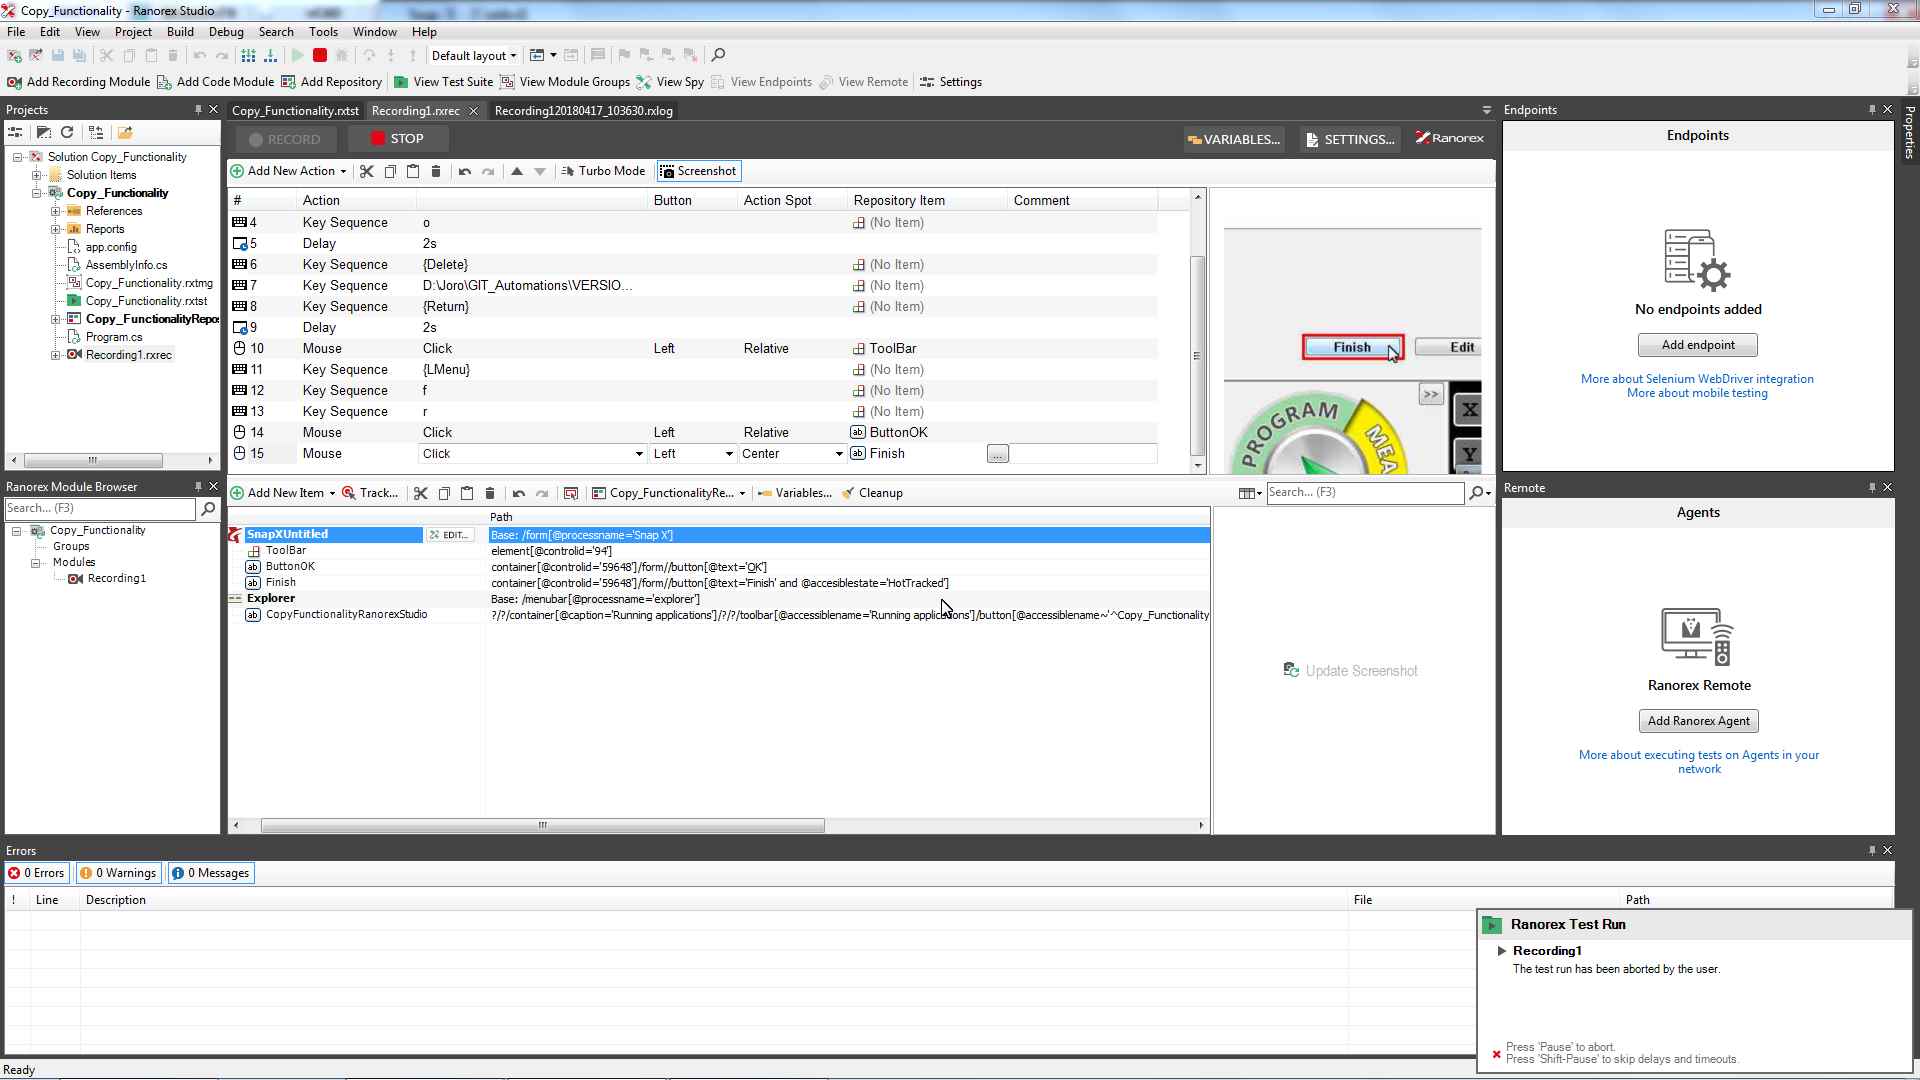 Copy_Functionality - Ranorex Studio
File Edit View Project Build Debug Search Tools Window Help
Default layout
Add Recording Module Add Code Module Add Repository View Test Suite View Module Groups View Spy View Endpoints View Remote Settings
Projects
Solution Copy_Functionality
Solution Items
Copy_Functionality
References
Reports
app.config
AssemblyInfo.cs
Copy_Functionality.rxtmg
Copy_Functionality.rxtst
Copy_FunctionalityRepo
Program.cs
Recording1.rxrec
Ranorex Module Browser
Search... (F3)
Copy_Functionality
Groups
Modules
Recording1
Copy_Functionality.rxtst Recording1.rxrec Recording120180417_103630.rxlog
RECORD STOP VARIABLES... SETTINGS... Ranorex
Add New Action Turbo Mode Screenshot
# Action Button Action Spot Repository Item Comment
4 Key Sequence o (No Item)
5 Delay 2s
6 Key Sequence {Delete} (No Item)
7 Key Sequence D:\Joro\GIT_Automations\VERSIO... (No Item)
8 Key Sequence {Return} (No Item)
9 Delay 2s
10 Mouse Click Left Relative ToolBar
11 Key Sequence {LMenu} (No Item)
12 Key Sequence f (No Item)
13 Key Sequence r (No Item)
14 Mouse Click Left Relative ButtonOK
15 Mouse Click Left Center Finish ...
Finish Edit
>>
PROGRAM MEA
X
Y
Add New Item Track... Copy_FunctionalityRe... Variables... Cleanup Search... (F3)
Path
SnapXUntitled EDIT... Base: /form[@processname='Snap X']
ToolBar element[@controlid='94']
ButtonOK container[@controlid='59648']/form//button[@text='OK']
Finish container[@controlid='59648']/form//button[@text='Finish' and @accesiblestate='HotTracked']
Explorer Base: /menubar[@processname='explorer']
CopyFunctionalityRanorexStudio ?/?/container[@caption='Running applications']/?/?/toolbar[@accessiblename='Running applications']/button[@accessiblename~'^Copy_Functionality
Update Screenshot
Endpoints
Endpoints
No endpoints added
Add endpoint
More about Selenium WebDriver integration
More about mobile testing
Remote
Agents
Ranorex Remote
Add Ranorex Agent
More about executing tests on Agents in your
network
Properties
Errors
0 Errors 0 Warnings 0 Messages
! Line Description File Path
Ranorex Test Run
Recording1
The test run has been aborted by the user.
Press 'Pause' to abort.
Press 'Shift-Pause' to skip delays and timeouts.
Ready